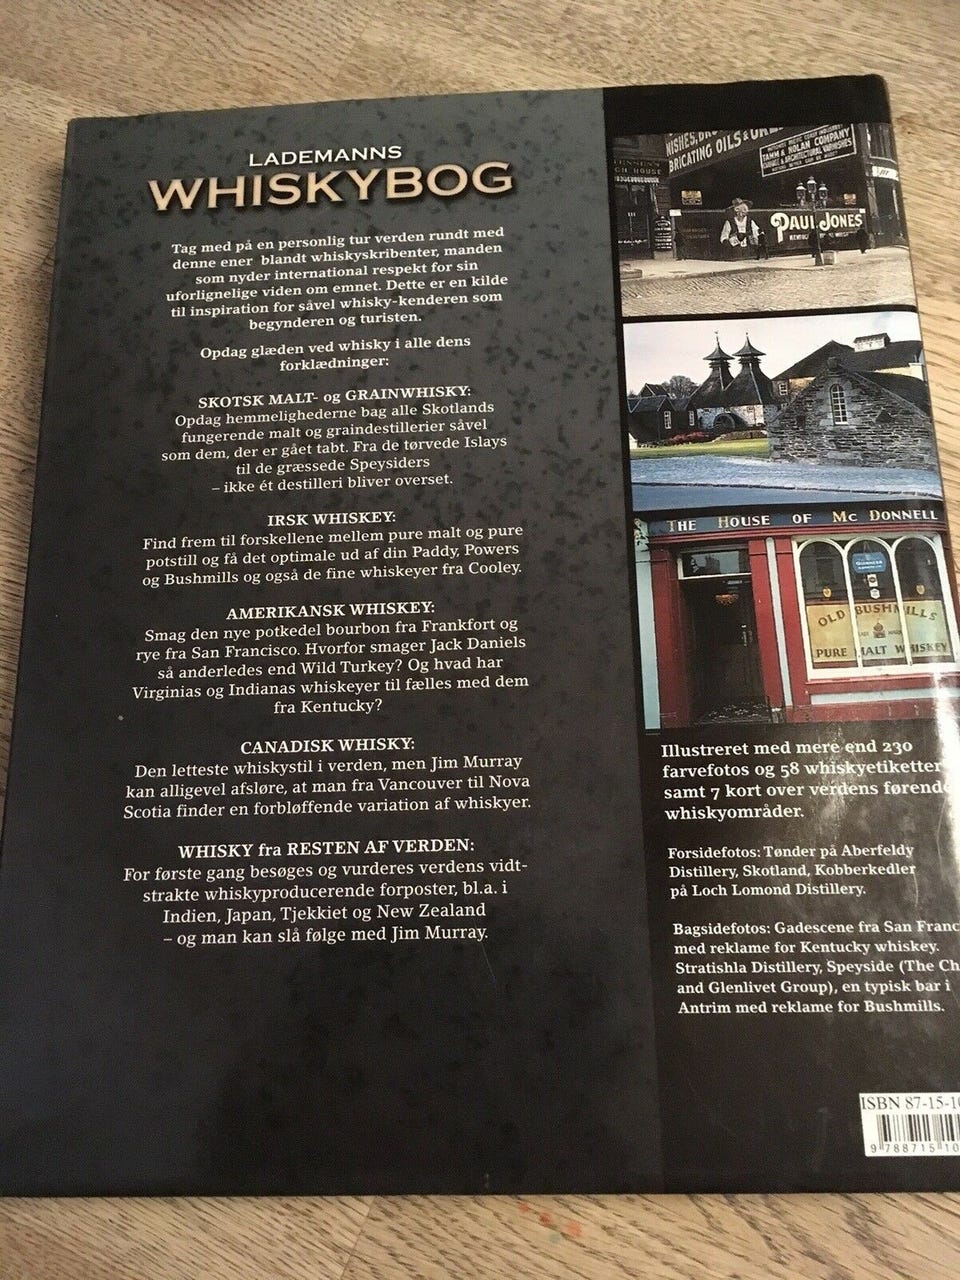 LADEMANNS
WHISKYBOG
Tag med på en personlig tur verden rundt med
denne ener blandt whiskyskribenter, manden
som nyder international respekt for sin
uforlignelige viden om emnet. Dette er en kilde
til inspiration for såvel whisky-kenderen som
begynderen og turisten.
Opdag glæden ved whisky i alle dens
forklædninger:
SKOTSK MALT- og GRAINWHISKY:
Opdag hemmelighederne bag alle Skotlands
fungerende malt og graindestillerier såvel
som dem, der er gået tabt. Fra de tørvede Islays
til de græssede Speysiders
– ikke ét destilleri bliver overset.
IRSK WHISKEY:
Find frem til forskellene mellem pure malt og pure
potstill og få det optimale ud af din Paddy, Powers
og Bushmills og også de fine whiskeyer fra Cooley.
AMERIKANSK WHISKEY:
Smag den nye potkedel bourbon fra Frankfort og
rye fra San Francisco. Hvorfor smager Jack Daniels
så anderledes end Wild Turkey? Og hvad har
Virginias og Indianas whiskeyer til fælles med dem
fra Kentucky?
CANADISK WHISKY:
Den letteste whiskystil i verden, men Jim Murray
kan alligevel afsløre, at man fra Vancouver til Nova
Scotia finder en forbløffende variation af whiskyer.
WHISKY fra RESTEN AF VERDEN:
For første gang besøges og vurderes verdens vidt-
strakte whiskyproducerende forposter, bl.a. i
Indien, Japan, Tjekkiet og New Zealand
– og man kan slå følge med Jim Murray.
BRICATING OILS &
TAMM & NOLAN COMPANY
& ARCHITECTURAL VARNISHES
PAUL JONES
THE HOUSE OF MC DONNELL
GUINNESS
OLD BUSHMILLS
PURE MALT WHISKEY
Illustreret med mere end 230
farvefotos og 58 whiskyetiketter
samt 7 kort over verdens førende
whiskyområder.
Forsidefotos: Tønder på Aberfeldy
Distillery, Skotland, Kobberkedler
på Loch Lomond Distillery.
Bagsidefotos: Gadescene fra San Franc
med reklame for Kentucky whiskey.
Stratishla Distillery, Speyside (The Ch
and Glenlivet Group), en typisk bar i
Antrim med reklame for Bushmills.
ISBN 87-15-10
9 788715 10